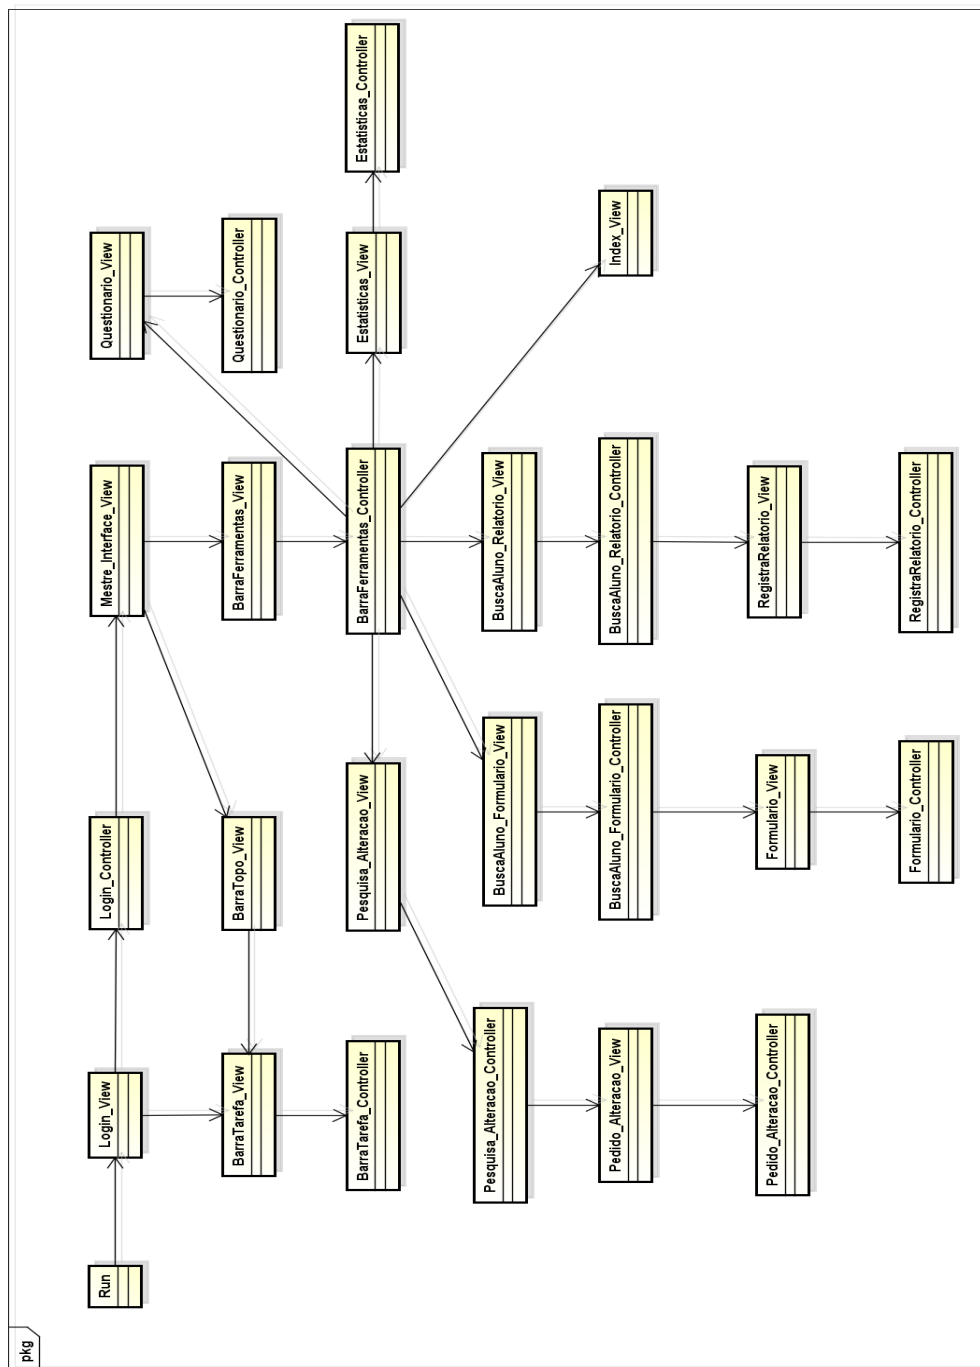 pkg
Run
Login_View
Login_Controller
Mestre_Interface_View
Questionario_View
BarraTarefa_View
BarraTopo_View
BarraFerramentas_View
Questionario_Controller
BarraTarefa_Controller
Pesquisa_Alteracao_View
BarraFerramentas_Controller
Estatisticas_View
Estatisticas_Controller
Pesquisa_Alteracao_Controller
BuscaAluno_Formulario_View
BuscaAluno_Relatorio_View
Pedido_Alteracao_View
BuscaAluno_Formulario_Controller
BuscaAluno_Relatorio_Controller
Index_View
Pedido_Alteracao_Controller
Formulario_View
RegistraRelatorio_View
Formulario_Controller
RegistraRelatorio_Controller